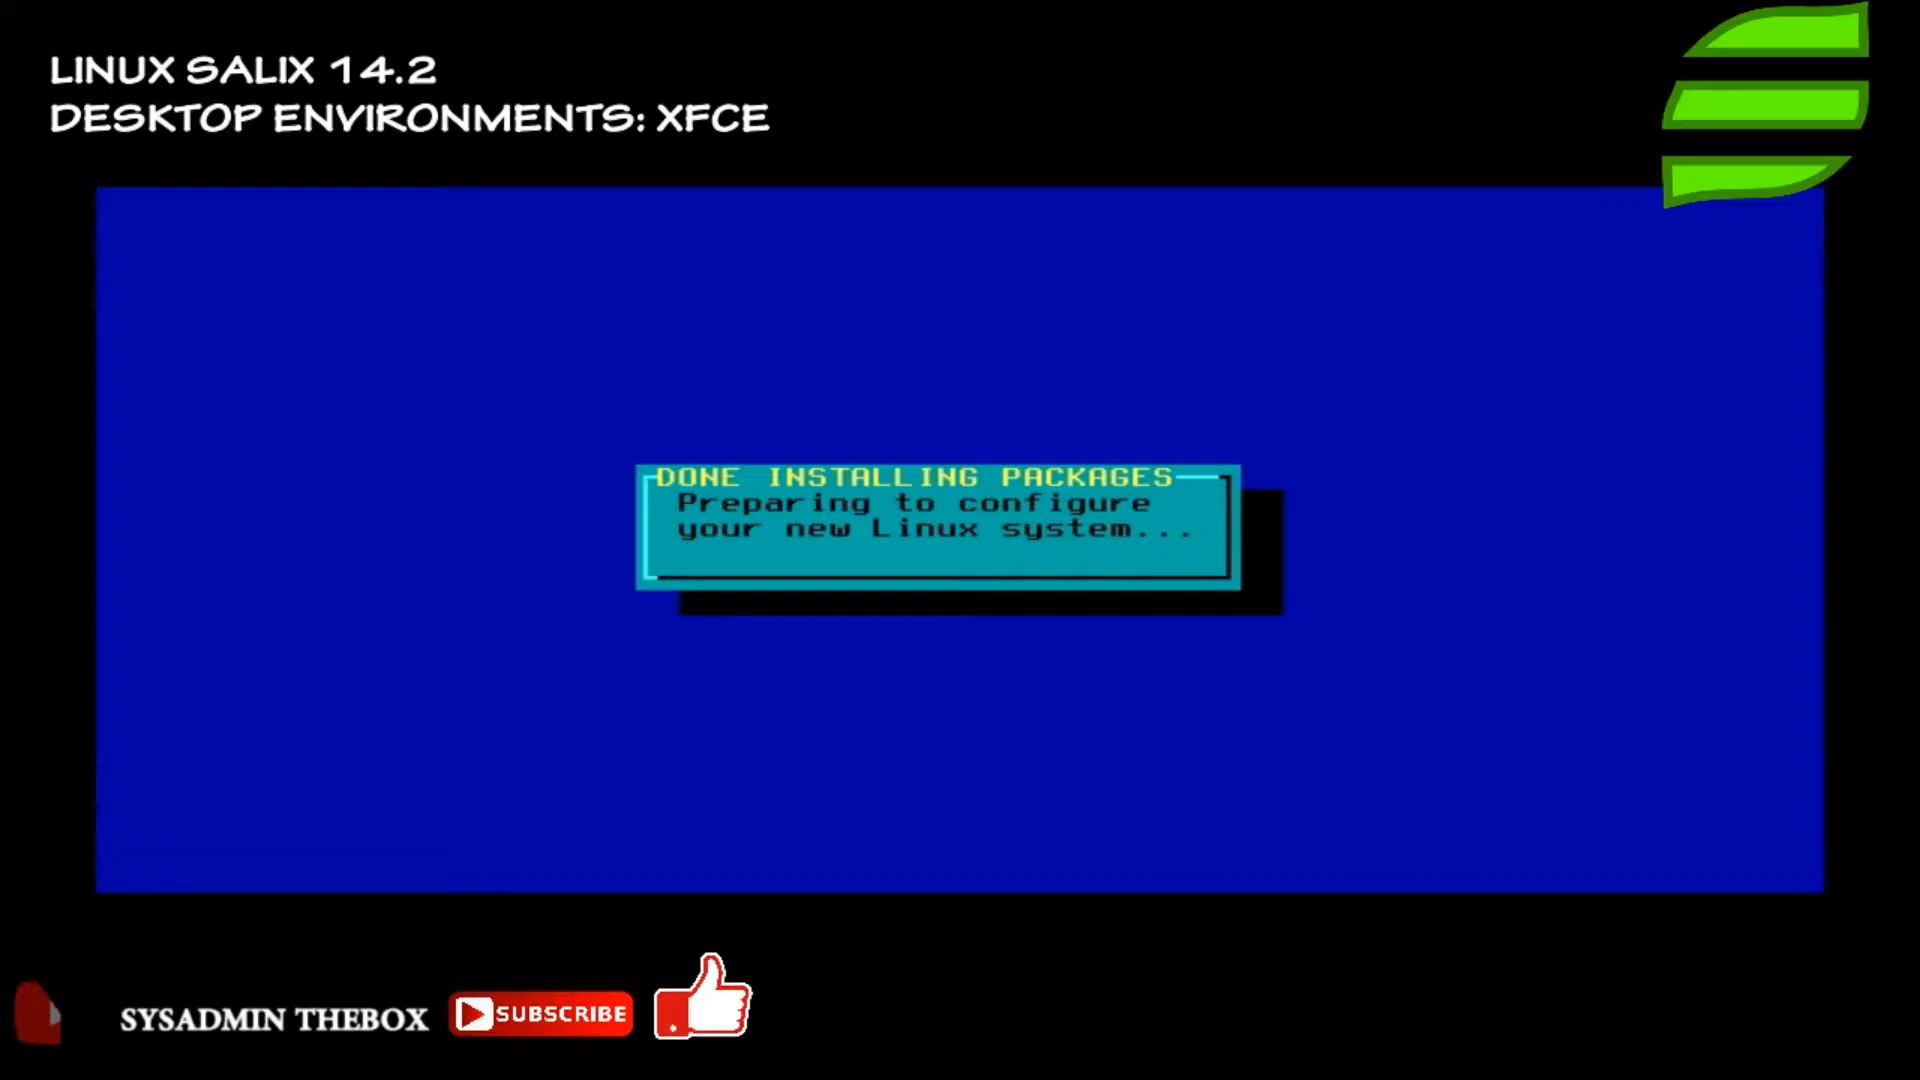 LINUX SALIX 14.2
DESKTOP ENVIRONMENTS: XFCE
DONE INSTALLING PACKAGES
Preparing to configure
your new Linux system...
SYSADMIN THEBOX
SUBSCRIBE